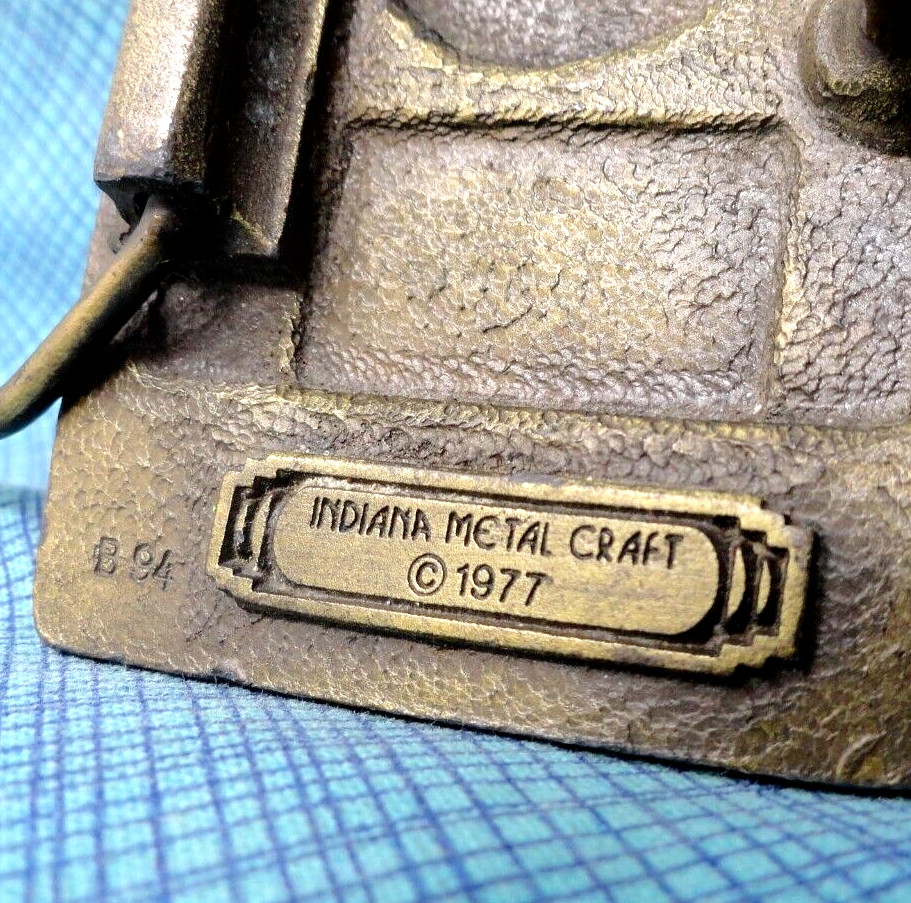 INDIANA METAL CRAFT
© 1977
B 94